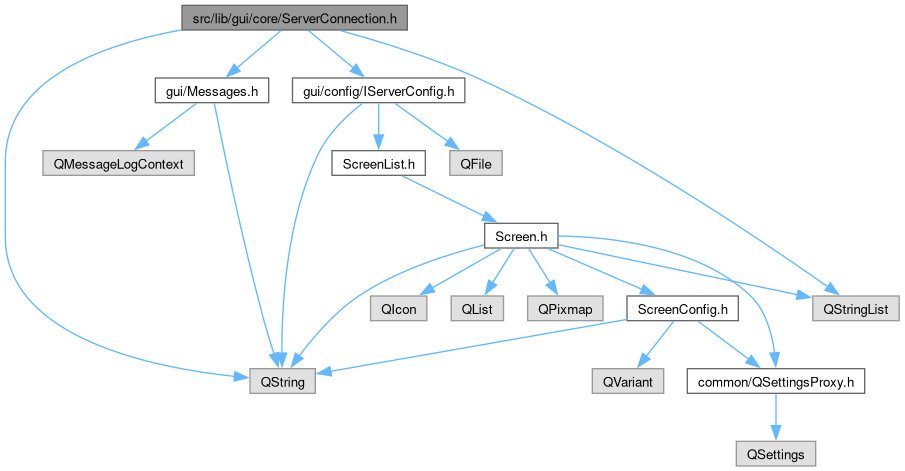 src/lib/gui/core/ServerConnection.h
gui/Messages.h
gui/config/IServerConfig.h
QMessageLogContext
ScreenList.h
QFile
Screen.h
QIcon
QList
QPixmap
ScreenConfig.h
QStringList
QString
QVariant
common/QSettingsProxy.h
QSettings